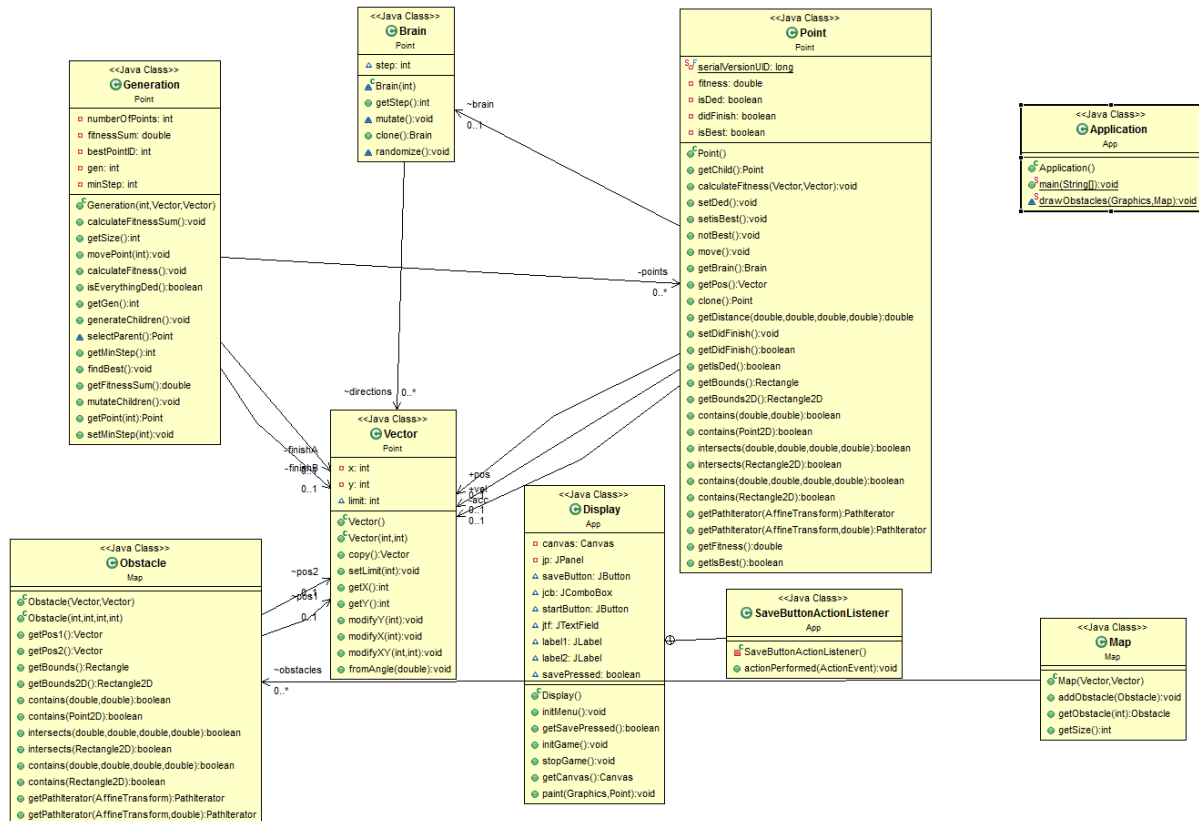 <<Java Class>>
Brain
Point
step: int
Brain(int)
getStep():int
mutate():void
clone():Brain
randomize():void
<<Java Class>>
Point
Point
serialVersionUID: long
fitness: double
isDed: boolean
didFinish: boolean
isBest: boolean
Point()
getChild():Point
calculateFitness(Vector,Vector):void
setDed():void
setisBest():void
notBest():void
move():void
getBrain():Brain
getPos():Vector
clone():Point
getDistance(double,double,double,double):double
setDidFinish():void
getDidFinish():boolean
getIsDed():boolean
getBounds():Rectangle
getBounds2D():Rectangle2D
contains(double,double):boolean
contains(Point2D):boolean
intersects(double,double,double,double):boolean
intersects(Rectangle2D):boolean
contains(double,double,double,double):boolean
contains(Rectangle2D):boolean
getPathIterator(AffineTransform):PathIterator
getPathIterator(AffineTransform,double):PathIterator
getFitness():double
getIsBest():boolean
<<Java Class>>
Generation
Point
numberOfPoints: int
fitnessSum: double
bestPointID: int
gen: int
minStep: int
Generation(int,Vector,Vector)
calculateFitnessSum():void
getSize():int
movePoint(int):void
calculateFitness():void
isEverythingDed():boolean
getGen():int
generateChildren():void
selectParent():Point
getMinStep():int
findBest():void
getFitnessSum():double
mutateChildren():void
getPoint(int):Point
setMinStep(int):void
<<Java Class>>
Application
App
Application()
main(String[]):void
drawObstacles(Graphics,Map):void
~brain
0..1
-points
0..*
~directions
0..*
-finishA
-finishB
0..1
+pos
+vel
0..1
0..1
0..1
<<Java Class>>
Vector
Point
x: int
y: int
limit: int
Vector()
Vector(int,int)
copy():Vector
setLimit(int):void
getX():int
getY():int
modifyY(int):void
modifyX(int):void
modifyXY(int,int):void
fromAngle(double):void
<<Java Class>>
Display
App
canvas: Canvas
jp: JPanel
saveButton: JButton
jcb: JComboBox
startButton: JButton
jtf: JTextField
label1: JLabel
label2: JLabel
savePressed: boolean
Display()
initMenu():void
getSavePressed():boolean
initGame():void
stopGame():void
getCanvas():Canvas
paint(Graphics,Point):void
<<Java Class>>
Obstacle
Map
Obstacle(Vector,Vector)
Obstacle(int,int,int,int)
getPos1():Vector
getPos2():Vector
getBounds():Rectangle
getBounds2D():Rectangle2D
contains(double,double):boolean
contains(Point2D):boolean
intersects(double,double,double,double):boolean
intersects(Rectangle2D):boolean
contains(double,double,double,double):boolean
contains(Rectangle2D):boolean
getPathIterator(AffineTransform):PathIterator
getPathIterator(AffineTransform,double):PathIterator
~pos2
~pos1
0..1
~obstacles
0..*
<<Java Class>>
SaveButtonActionListener
App
SaveButtonActionListener()
actionPerformed(ActionEvent):void
<<Java Class>>
Map
Map
Map(Vector,Vector)
addObstacle(Obstacle):void
getObstacle(int):Obstacle
getSize():int